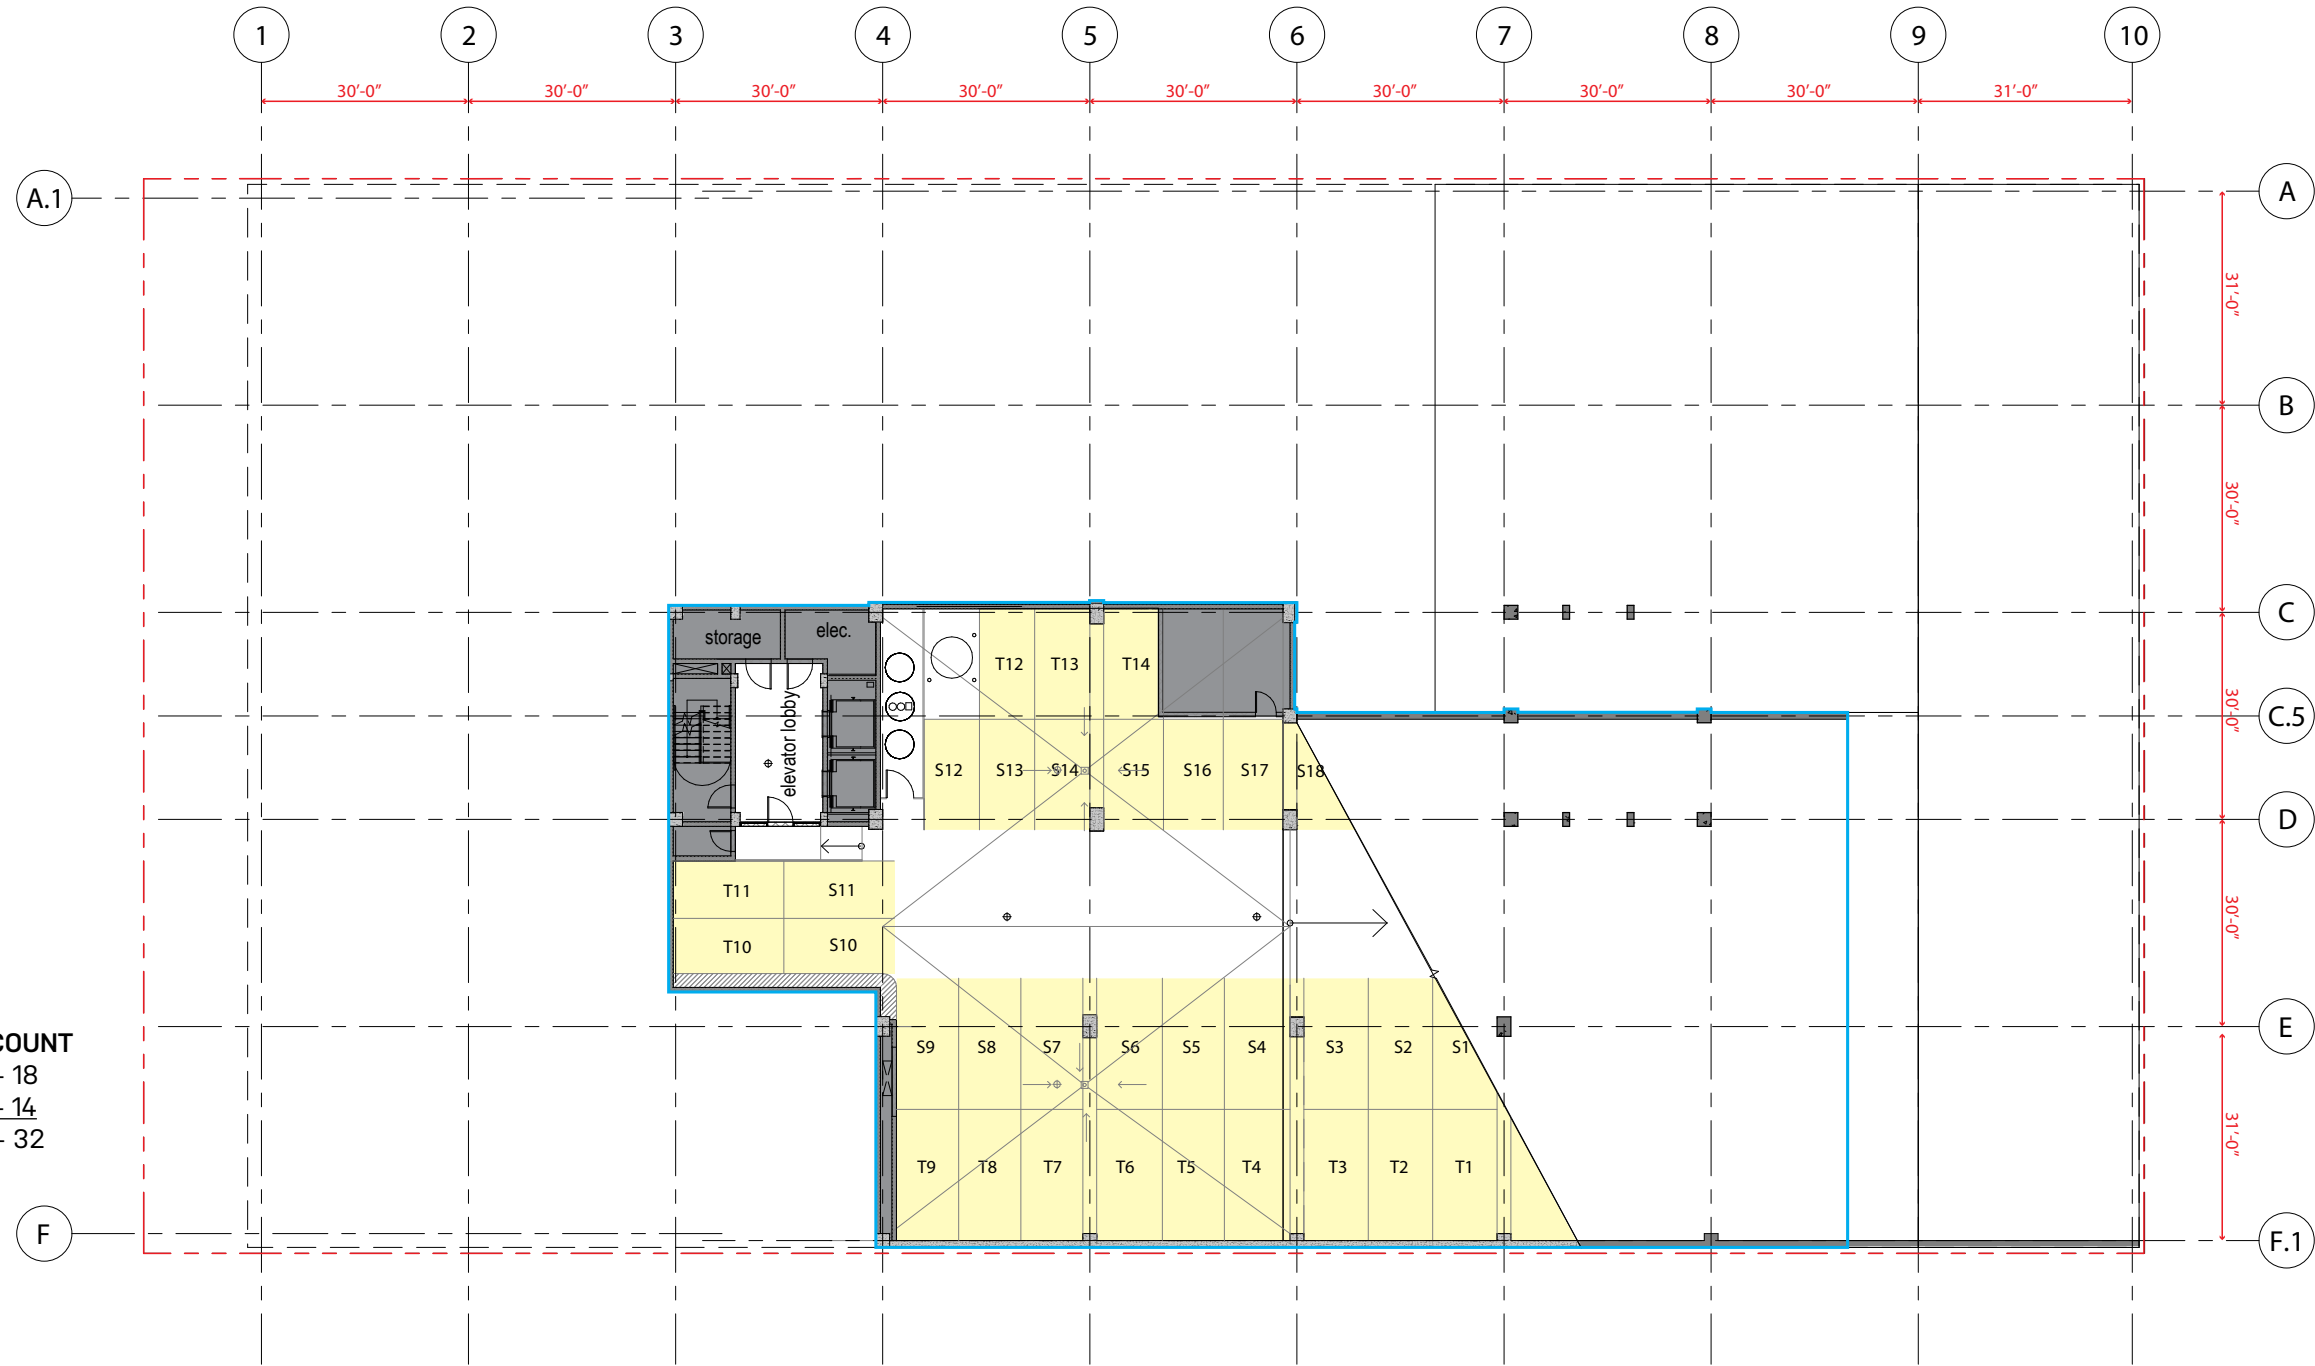 1 2 3 4 5 6 7 8 9 10
30'-0" 30'-0" 30'-0" 30'-0" 30'-0" 30'-0" 30'-0" 30'-0" 31'-0"
A.1
A
31'-0"
B
30'-0"
C
30'-0"
C.5
D
30'-0"
E
31'-0"
F
F.1
storage
elec.
elevator lobby
T12 T13 T14
S12 S13 S14 S15 S16 S17 S18
T11 S11
T10 S10
S9 S8 S7 S6 S5 S4 S3 S2 S1
T9 T8 T7 T6 T5 T4 T3 T2 T1
COUNT
- 18
- 14
- 32